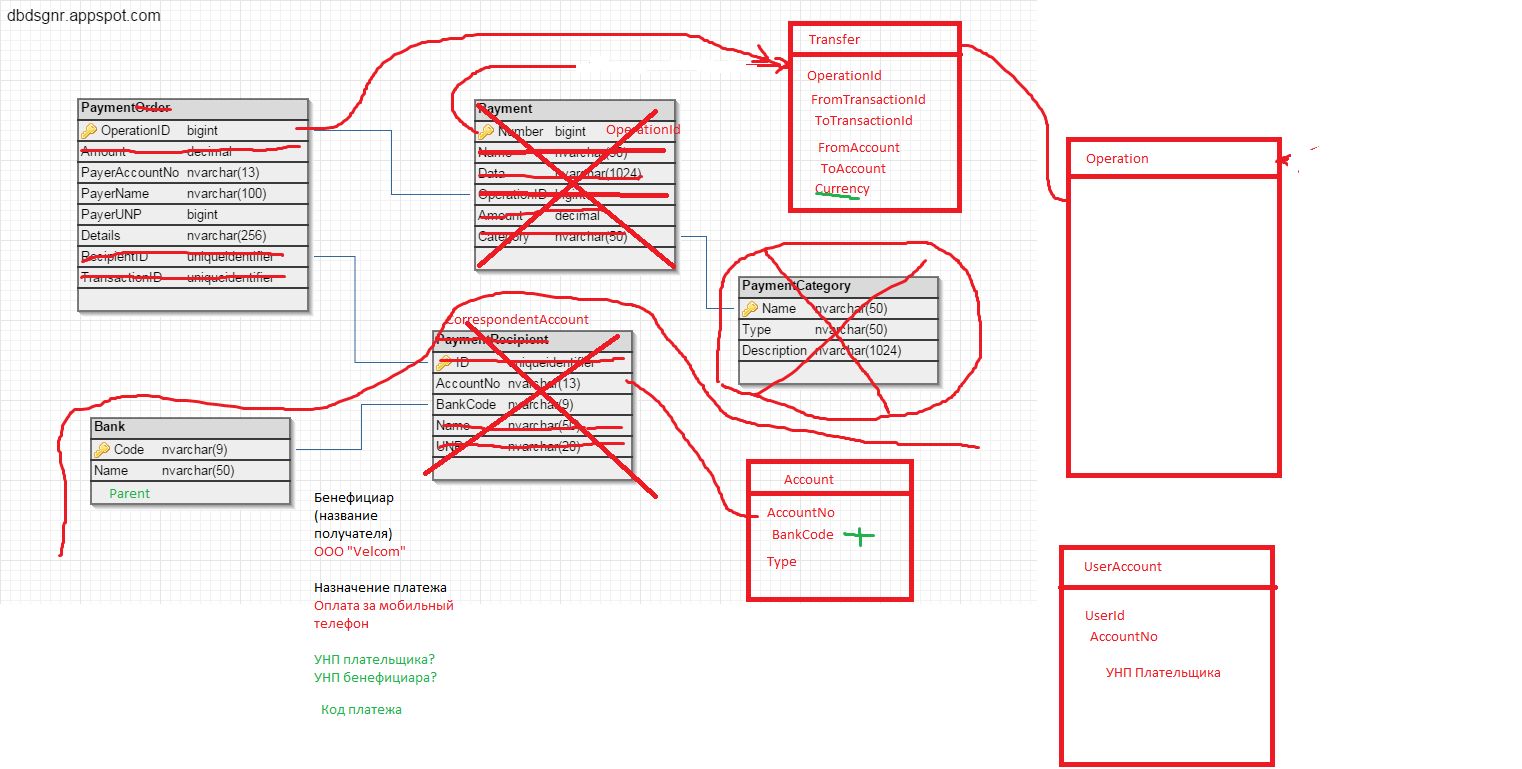 dbdsgnr.appspot.com
Transfer
OperationId
FromTransactionId
ToTransactionId
FromAccount
ToAccount
Currency
PaymentOrder
OperationID bigint
Amount decimal
PayerAccountNo nvarchar(13)
PayerName nvarchar(100)
PayerUNP bigint
Details nvarchar(256)
RecipientID uniqueidentifier
TransactionID uniqueidentifier
Payment
Number bigint OperationId
Name nvarchar(50)
Data nvarchar(1024)
OperationID bigint
Amount decimal
Category nvarchar(50)
Operation
PaymentCategory
Name nvarchar(50)
Type nvarchar(50)
Description nvarchar(1024)
CorrespondentAccount
PaymentRecipient
ID uniqueidentifier
AccountNo nvarchar(13)
BankCode nvarchar(9)
Name nvarchar(50)
UNP nvarchar(20)
Bank
Code nvarchar(9)
Name nvarchar(50)
Parent
Account
AccountNo
BankCode
Type
Бенефициар
(название
получателя)
ООО "Velcom"
Назначение платежа
Оплата за мобильный
телефон
УНП плательщика?
УНП бенефициара?
Код платежа
UserAccount
UserId
AccountNo
УНП Плательщика